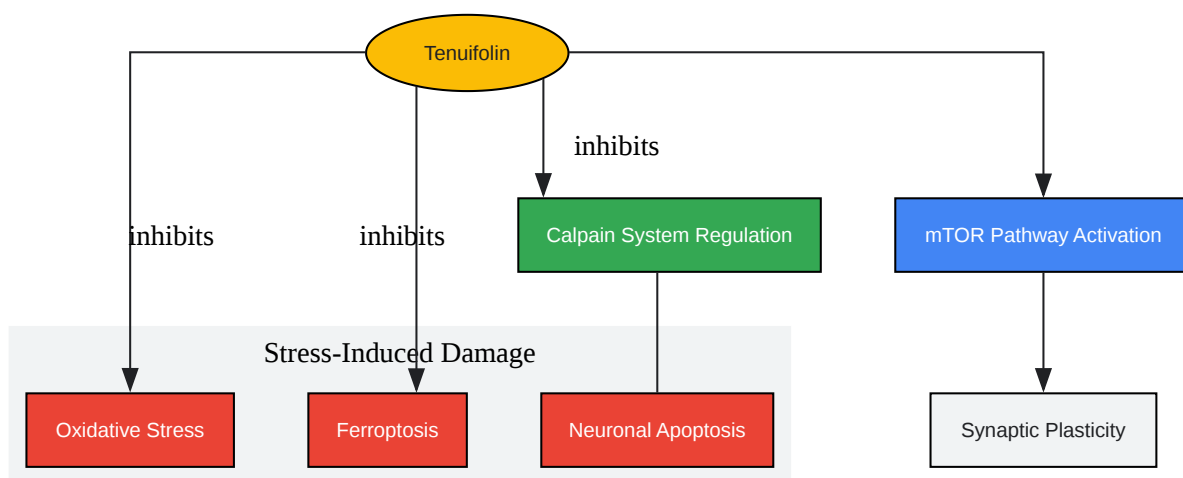 Tenuifolin
inhibits
inhibits
inhibits
Calpain System Regulation
mTOR Pathway Activation
Stress-Induced Damage
Oxidative Stress
Ferroptosis
Neuronal Apoptosis
Synaptic Plasticity